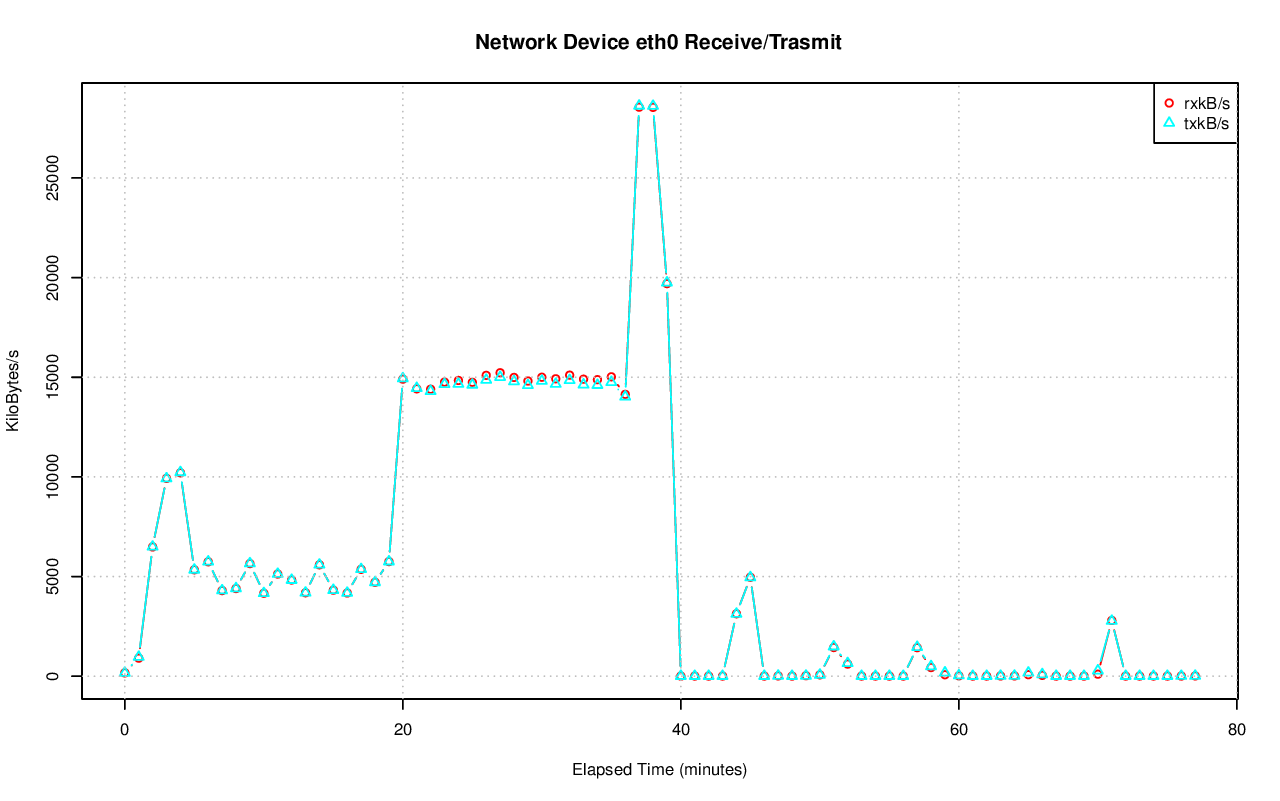 Network Device eth0 Receive/Trasmit
rxkB/s
txkB/s
KiloBytes/s
25000
20000
15000
10000
5000
0
0 20 40 60 80
Elapsed Time (minutes)